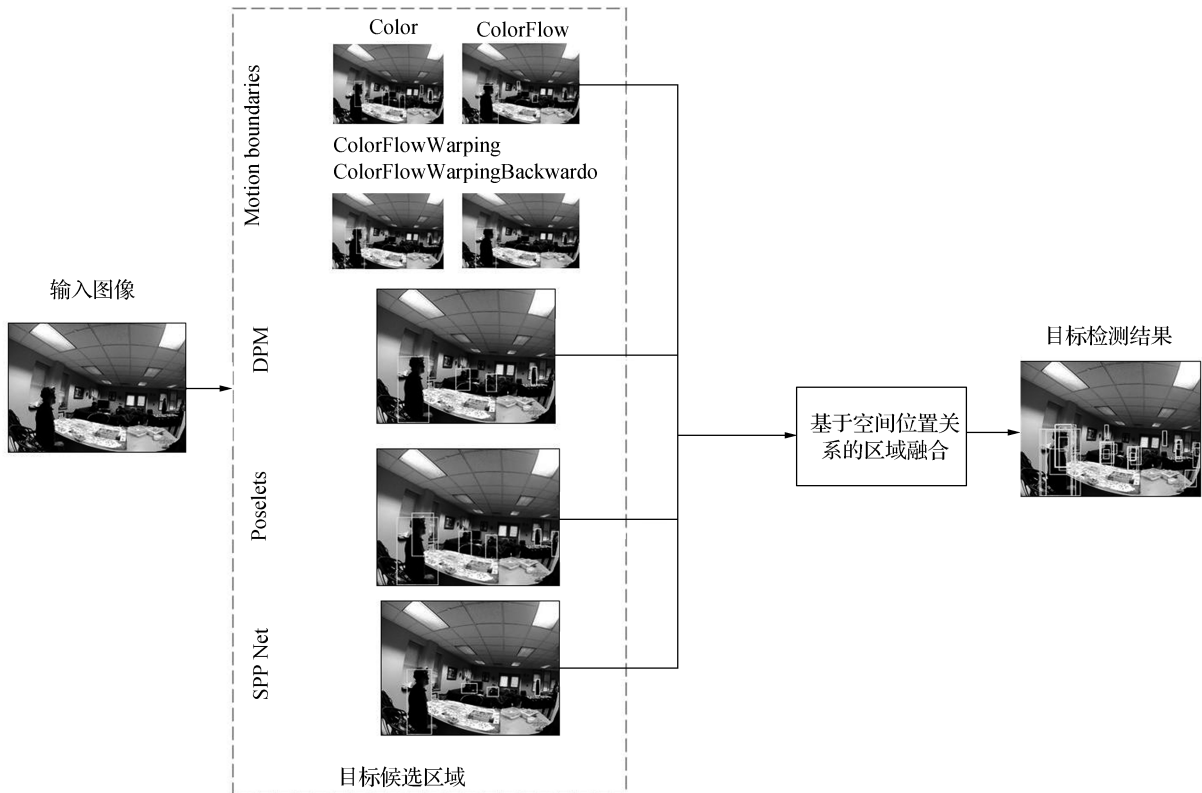 Color
ColorFlow
Motion boundaries
ColorFlowWarping
ColorFlowWarpingBackwardo
输入图像
DPM
Poselets
SPP Net
目标候选区域
基于空间位置关
系的区域融合
目标检测结果